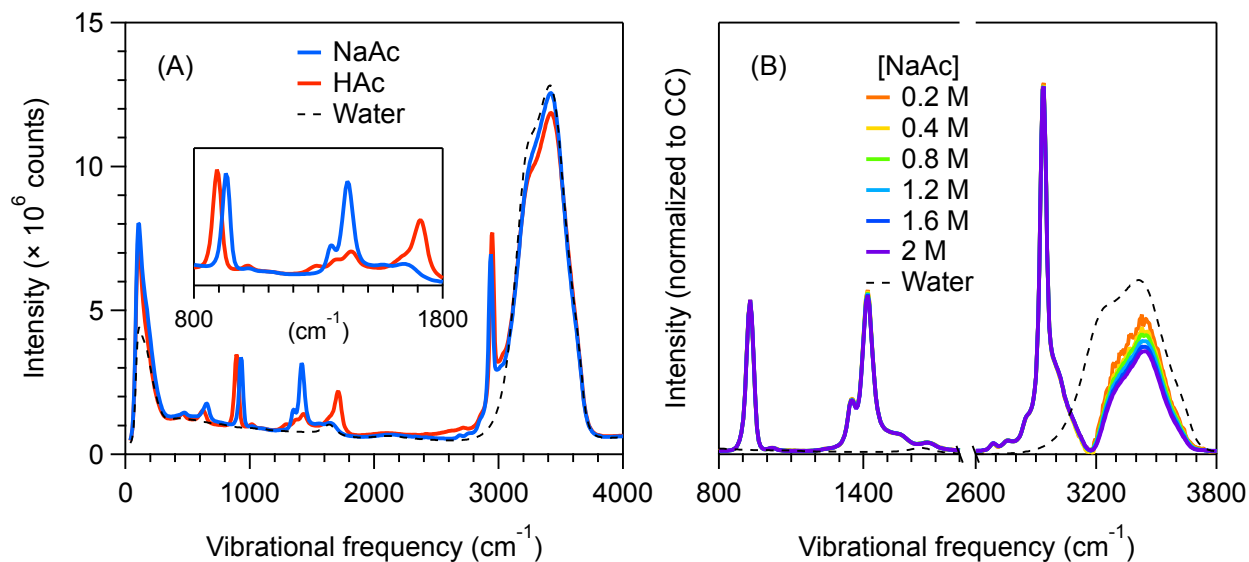 15
10
5
0
Intensity (× 10⁶ counts)
(A)
NaAc
HAc
Water
800
(cm⁻¹)
1800
0
1000
2000
3000
4000
Vibrational frequency (cm⁻¹)
Intensity (normalized to CC)
(B)
[NaAc]
0.2 M
0.4 M
0.8 M
1.2 M
1.6 M
2 M
Water
800
1400
2600
3200
3800
Vibrational frequency (cm⁻¹)